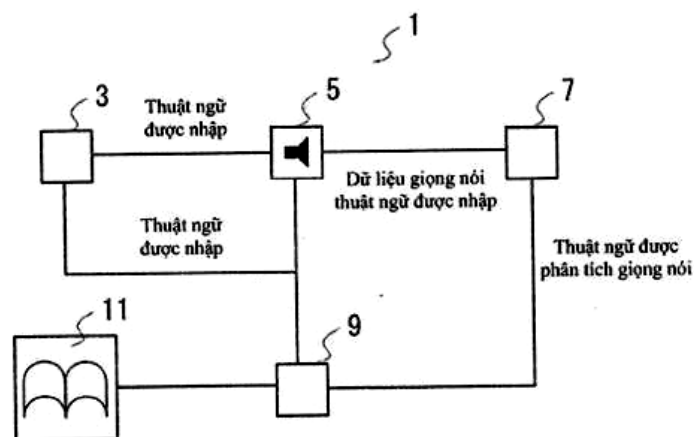 1
3
5
7
Thuật ngữ
được nhập
Dữ liệu giọng nói
thuật ngữ được nhập
Thuật ngữ
được nhập
Thuật ngữ được
phân tích giọng nói
11
9